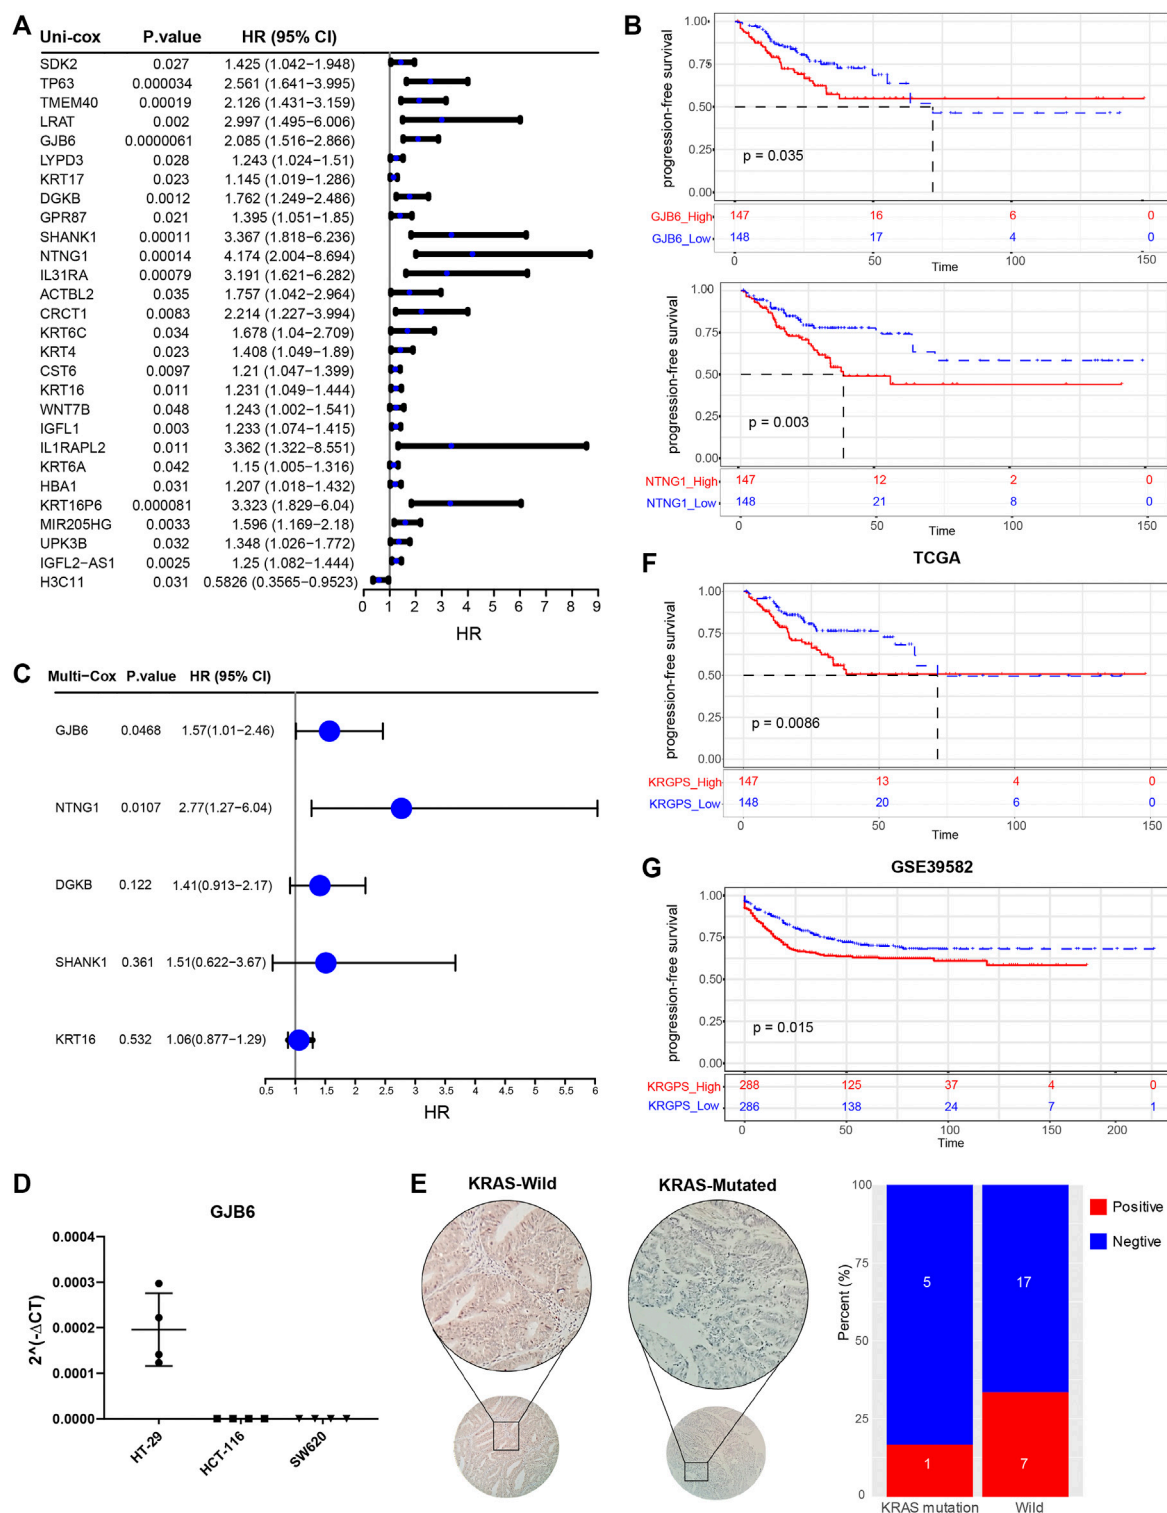 A
Uni-cox P.value HR (95% CI)
SDK2 0.027 1.425 (1.042−1.948)
TP63 0.000034 2.561 (1.641−3.995)
TMEM40 0.00019 2.126 (1.431−3.159)
LRAT 0.002 2.997 (1.495−6.006)
GJB6 0.0000061 2.085 (1.516−2.866)
LYPD3 0.028 1.243 (1.024−1.51)
KRT17 0.023 1.145 (1.019−1.286)
DGKB 0.0012 1.762 (1.249−2.486)
GPR87 0.021 1.395 (1.051−1.85)
SHANK1 0.00011 3.367 (1.818−6.236)
NTNG1 0.00014 4.174 (2.004−8.694)
IL31RA 0.00079 3.191 (1.621−6.282)
ACTBL2 0.035 1.757 (1.042−2.964)
CRCT1 0.0083 2.214 (1.227−3.994)
KRT6C 0.034 1.678 (1.04−2.709)
KRT4 0.023 1.408 (1.049−1.89)
CST6 0.0097 1.21 (1.047−1.399)
KRT16 0.011 1.231 (1.049−1.444)
WNT7B 0.048 1.243 (1.002−1.541)
IGFL1 0.003 1.233 (1.074−1.415)
IL1RAPL2 0.011 3.362 (1.322−8.551)
KRT6A 0.042 1.15 (1.005−1.316)
HBA1 0.031 1.207 (1.018−1.432)
KRT16P6 0.000081 3.323 (1.829−6.04)
MIR205HG 0.0033 1.596 (1.169−2.18)
UPK3B 0.032 1.348 (1.026−1.772)
IGFL2−AS1 0.0025 1.25 (1.082−1.444)
H3C11 0.031 0.5826 (0.3565−0.9523)
0 1 2 3 4 5 6 7 8 9
HR
B
progression-free survival
1.00
0.75
0.50
0.25
0.00
p = 0.035
GJB6_High 147 16 6 0
GJB6_Low 148 17 4 0
0 50 100 150
Time
progression-free survival
1.00
0.75
0.50
0.25
0.00
p = 0.003
NTNG1_High 147 12 2 0
NTNG1_Low 148 21 8 0
0 50 100 150
Time
C
Multi−Cox P.value HR (95% CI)
GJB6 0.0468 1.57(1.01−2.46)
NTNG1 0.0107 2.77(1.27−6.04)
DGKB 0.122 1.41(0.913−2.17)
SHANK1 0.361 1.51(0.622−3.67)
KRT16 0.532 1.06(0.877−1.29)
0.5 1 1.5 2 2.5 3 3.5 4 4.5 5 5.5 6
HR
F
TCGA
progression-free survival
1.00
0.75
0.50
0.25
0.00
p = 0.0086
KRGPS_High 147 13 4 0
KRGPS_Low 148 20 6 0
0 50 100 150
Time
G
GSE39582
progression-free survival
1.00
0.75
0.50
0.25
0.00
p = 0.015
KRGPS_High 288 125 37 4 0
KRGPS_Low 286 138 24 7 1
0 50 100 150 200
Time
D
GJB6
2^(-ΔCT)
0.0004
0.0003
0.0002
0.0001
0.0000
HT-29 HCT-116 SW620
E
KRAS-Wild KRAS-Mutated
Percent (%)
100
75
50
25
0
5 17
1 7
KRAS mutation Wild
Positive
Negtive